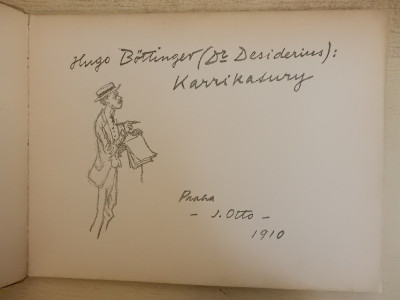 Hugo Böttinger (Dr Desiderius):
Karrikatury
Praha
- J. Otto -
1910